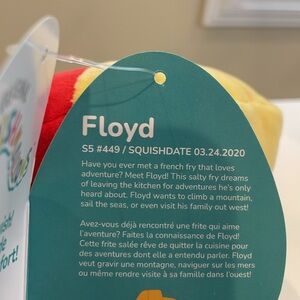 Floyd
S5 #449 / SQUISHDATE 03.24.2020
Have you ever met a french fry that loves
adventure? Meet Floyd! This salty fry dreams
of leaving the kitchen for adventures he's only
heard about. Floyd wants to climb a mountain,
sail the seas, or even visit his family out west!
Avez-vous déjà rencontré une frite qui aime
l'aventure? Faites la connaissance de Floyd!
Cette frite salée rêve de quitter la cuisine pour
des aventures dont elle a entendu parler. Floyd
veut gravir une montagne, naviguer sur les mers
ou même rendre visite à sa famille dans l'ouest!